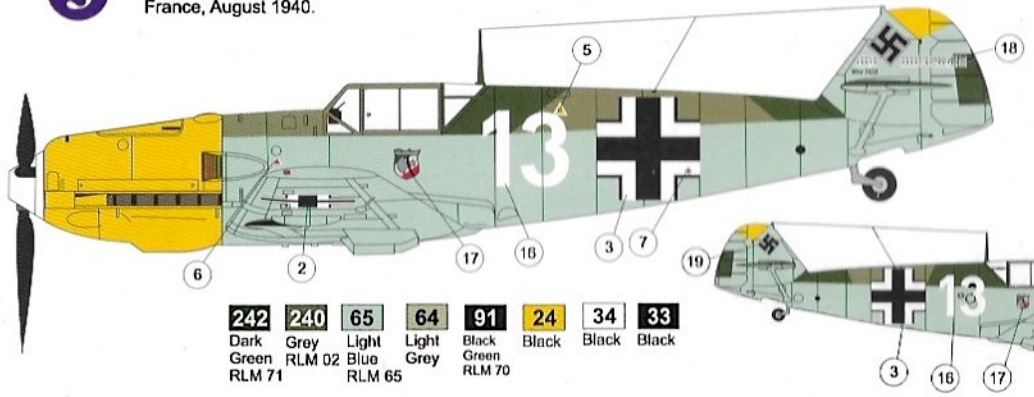 3
France, August 1940.
5
18
13
6
2
17
18
3
7
19
13
3
16
17
242
Dark
Green
RLM 71
240
Grey
RLM 02
65
Light
Blue
RLM 65
64
Light
Grey
91
Black
Green
RLM 70
24
Black
34
Black
33
Black